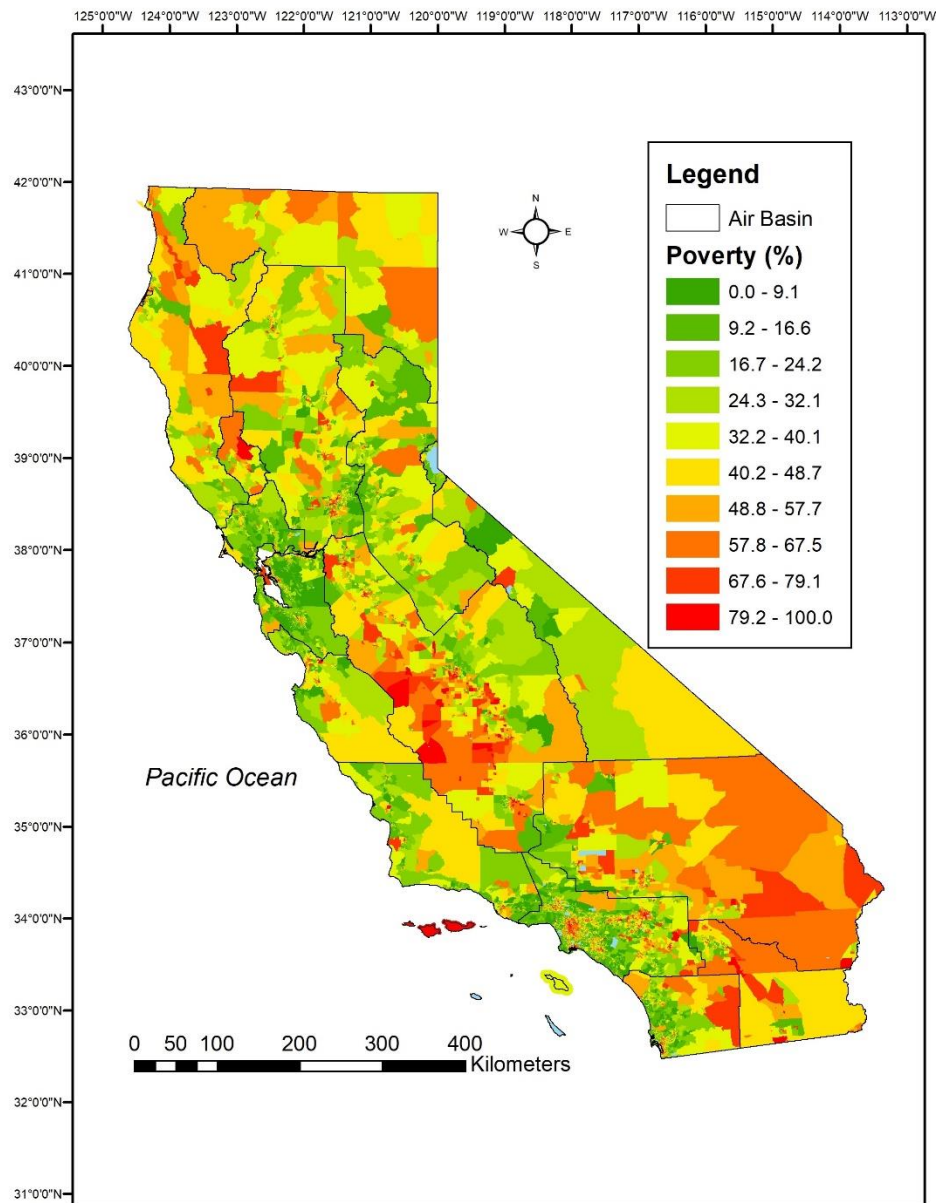 125°0'0"W 124°0'0"W 123°0'0"W 122°0'0"W 121°0'0"W 120°0'0"W 119°0'0"W 118°0'0"W 117°0'0"W 116°0'0"W 115°0'0"W 114°0'0"W 113°0'0"W
43°0'0"N
42°0'0"N
41°0'0"N
40°0'0"N
39°0'0"N
38°0'0"N
37°0'0"N
36°0'0"N
35°0'0"N
34°0'0"N
33°0'0"N
32°0'0"N
31°0'0"N
N
W E
S
Legend
Air Basin
Poverty (%)
0.0 - 9.1
9.2 - 16.6
16.7 - 24.2
24.3 - 32.1
32.2 - 40.1
40.2 - 48.7
48.8 - 57.7
57.8 - 67.5
67.6 - 79.1
79.2 - 100.0
Pacific Ocean
0 50 100 200 300 400
Kilometers